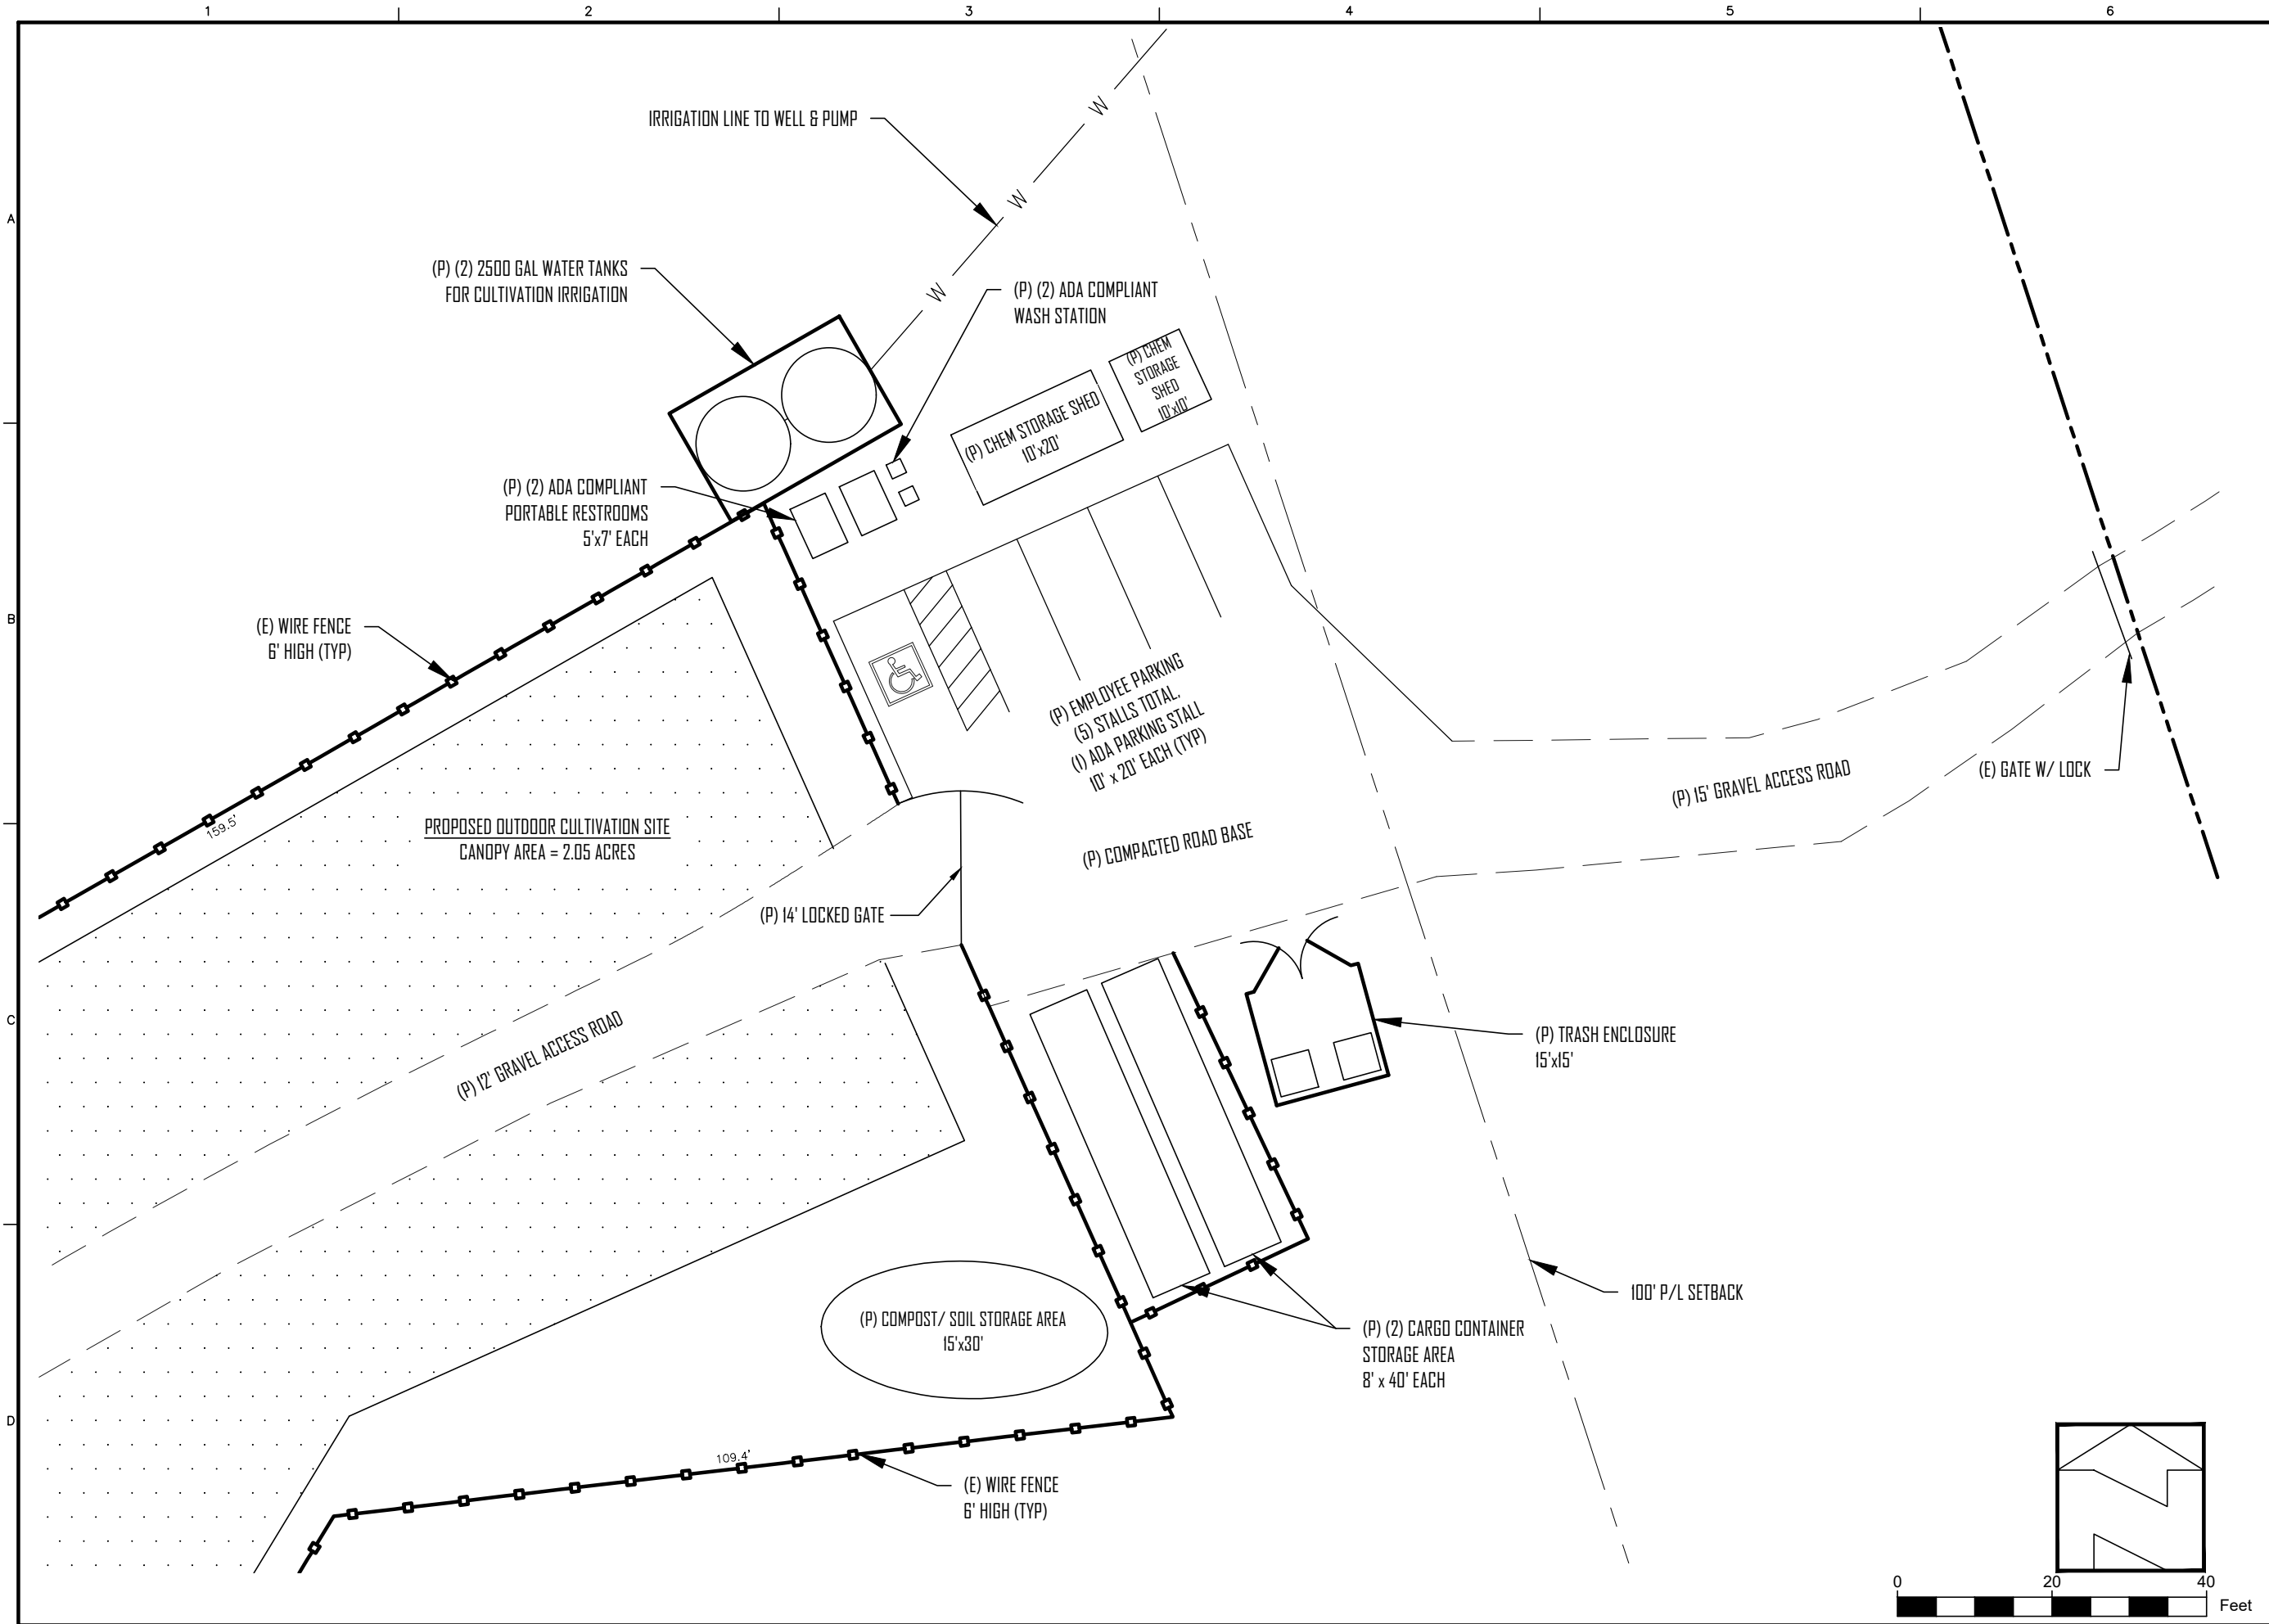 1
2
3
4
5
6
A
B
C
D
IRRIGATION LINE TO WELL & PUMP
W
W
W
(P) (2) 2500 GAL WATER TANKS
FOR CULTIVATION IRRIGATION
(P) (2) ADA COMPLIANT
WASH STATION
(P) CHEM
STORAGE
SHED
10'x10'
(P) CHEM STORAGE SHED
10'x20'
(P) (2) ADA COMPLIANT
PORTABLE RESTROOMS
5'x7' EACH
(E) WIRE FENCE
6' HIGH (TYP)
159.5'
PROPOSED OUTDOOR CULTIVATION SITE
CANOPY AREA = 2.05 ACRES
(P) EMPLOYEE PARKING
(5) STALLS TOTAL,
(1) ADA PARKING STALL
10' x 20' EACH (TYP)
(E) GATE W/ LOCK
(P) 15' GRAVEL ACCESS ROAD
(P) COMPACTED ROAD BASE
(P) 14' LOCKED GATE
(P) 12' GRAVEL ACCESS ROAD
(P) TRASH ENCLOSURE
15'x15'
100' P/L SETBACK
(P) COMPOST/ SOIL STORAGE AREA
15'x30'
(P) (2) CARGO CONTAINER
STORAGE AREA
8' x 40' EACH
109.4'
(E) WIRE FENCE
6' HIGH (TYP)
N
0 20 40
Feet